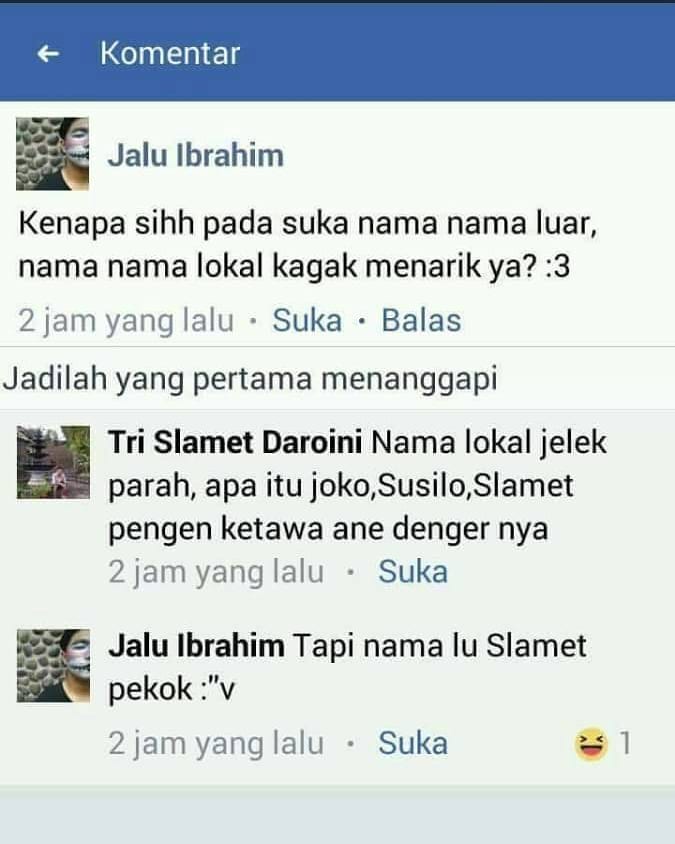 Komentar
Jalu Ibrahim
Kenapa sihh pada suka nama nama luar,
nama nama lokal kagak menarik ya? :3
2 jam yang lalu · Suka · Balas
Jadilah yang pertama menanggapi
Tri Slamet Daroini Nama lokal jelek
parah, apa itu joko,Susilo,Slamet
pengen ketawa ane denger nya
2 jam yang lalu · Suka
Jalu Ibrahim Tapi nama lu Slamet
pekok :"v
2 jam yang lalu · Suka 1